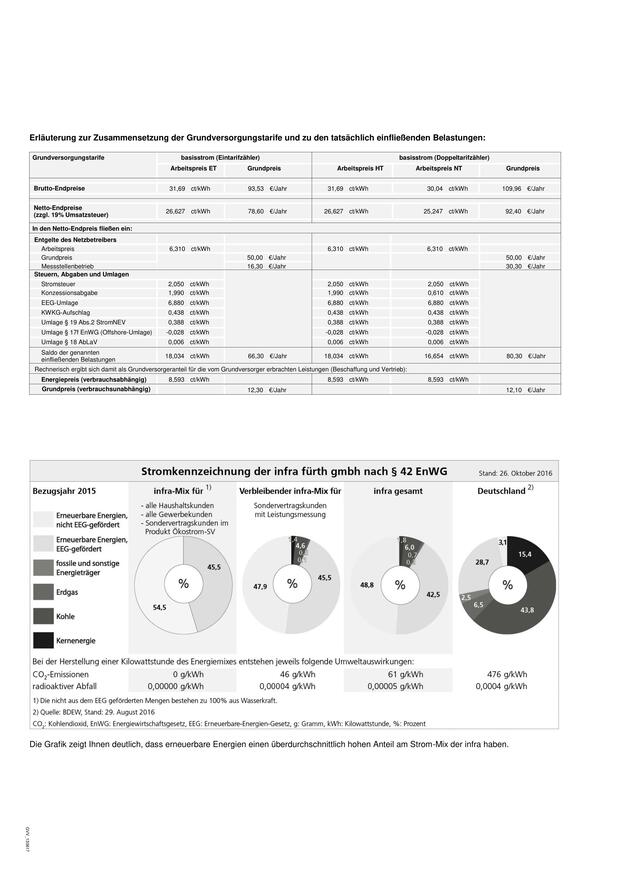 Erläuterung zur Zusammensetzung der Grundversorgungstarife und zu den tatsächlich einfließenden Belastungen:
Grundversorgungstarife basisstrom (Eintarifzähler) basisstrom (Doppeltarifzähler)
Arbeitspreis ET Grundpreis Arbeitspreis HT Arbeitspreis NT Grundpreis
Brutto-Endpreise 31,69 ct/kWh 93,53 €/Jahr 31,69 ct/kWh 30,04 ct/kWh 109,96 €/Jahr
Netto-Endpreise
(zzgl. 19% Umsatzsteuer) 26,627 ct/kWh 78,60 €/Jahr 26,627 ct/kWh 25,247 ct/kWh 92,40 €/Jahr
In den Netto-Endpreis fließen ein:
Entgelte des Netzbetreibers
Arbeitspreis 6,310 ct/kWh 6,310 ct/kWh 6,310 ct/kWh
Grundpreis 50,00 €/Jahr 50,00 €/Jahr
Messstellenbetrieb 16,30 €/Jahr 30,30 €/Jahr
Steuern, Abgaben und Umlagen
Stromsteuer 2,050 ct/kWh 2,050 ct/kWh 2,050 ct/kWh
Konzessionsabgabe 1,990 ct/kWh 1,990 ct/kWh 0,610 ct/kWh
EEG-Umlage 6,880 ct/kWh 6,880 ct/kWh 6,880 ct/kWh
KWKG-Aufschlag 0,438 ct/kWh 0,438 ct/kWh 0,438 ct/kWh
Umlage § 19 Abs.2 StromNEV 0,388 ct/kWh 0,388 ct/kWh 0,388 ct/kWh
Umlage § 17f EnWG (Offshore-Umlage) -0,028 ct/kWh -0,028 ct/kWh -0,028 ct/kWh
Umlage § 18 AbLaV 0,006 ct/kWh 0,006 ct/kWh 0,006 ct/kWh
Saldo der genannten
einfließenden Belastungen 18,034 ct/kWh 66,30 €/Jahr 18,034 ct/kWh 16,654 ct/kWh 80,30 €/Jahr
Rechnerisch ergibt sich damit als Grundversorgeranteil für die vom Grundversorger erbrachten Leistungen (Beschaffung und Vertrieb):
Energiepreis (verbrauchsabhängig) 8,593 ct/kWh 8,593 ct/kWh 8,593 ct/kWh
Grundpreis (verbrauchsunabhängig) 12,30 €/Jahr 12,10 €/Jahr
Stromkennzeichnung der infra fürth gmbh nach § 42 EnWG Stand: 26. Oktober 2016
Bezugsjahr 2015 infra-Mix für 1) Verbleibender infra-Mix für infra gesamt Deutschland 2)
- alle Haushaltskunden
- alle Gewerbekunden
- Sondervertragskunden im
Produkt Ökostrom-SV
Sondervertragskunden
mit Leistungsmessung
Erneuerbare Energien,
nicht EEG-gefördert
Erneuerbare Energien,
EEG-gefördert
fossile und sonstige
Energieträger
Erdgas
Kohle
Kernenergie
45,5
%
54,5
4,6
45,5
%
47,9
6,0
42,5
%
48,8
3,1
15,4
28,7
%
2,5
6,5
43,8
Bei der Herstellung einer Kilowattstunde des Energiemixes entstehen jeweils folgende Umweltauswirkungen:
CO2-Emissionen 0 g/kWh 46 g/kWh 61 g/kWh 476 g/kWh
radioaktiver Abfall 0,00000 g/kWh 0,00004 g/kWh 0,00005 g/kWh 0,0004 g/kWh
1) Die nicht aus dem EEG geförderten Mengen bestehen zu 100% aus Wasserkraft.
2) Quelle: BDEW, Stand: 29. August 2016
CO2: Kohlendioxid, EnWG: Energiewirtschaftsgesetz, EEG: Erneuerbare-Energien-Gesetz, g: Gramm, kWh: Kilowattstunde, %: Prozent
Die Grafik zeigt Ihnen deutlich, dass erneuerbare Energien einen überdurchschnittlich hohen Anteil am Strom-Mix der infra haben.